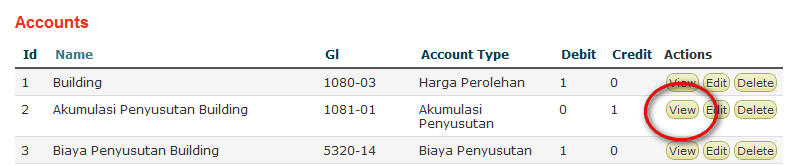 Accounts
Id Name Gl Account Type Debit Credit Actions
1 Building 1080-03 Harga Perolehan 1 0 View Edit Delete
2 Akumulasi Penyusutan Building 1081-01 Akumulasi Penyusutan 0 1 View Edit Delete
3 Biaya Penyusutan Building 5320-14 Biaya Penyusutan 1 0 View Edit Delete